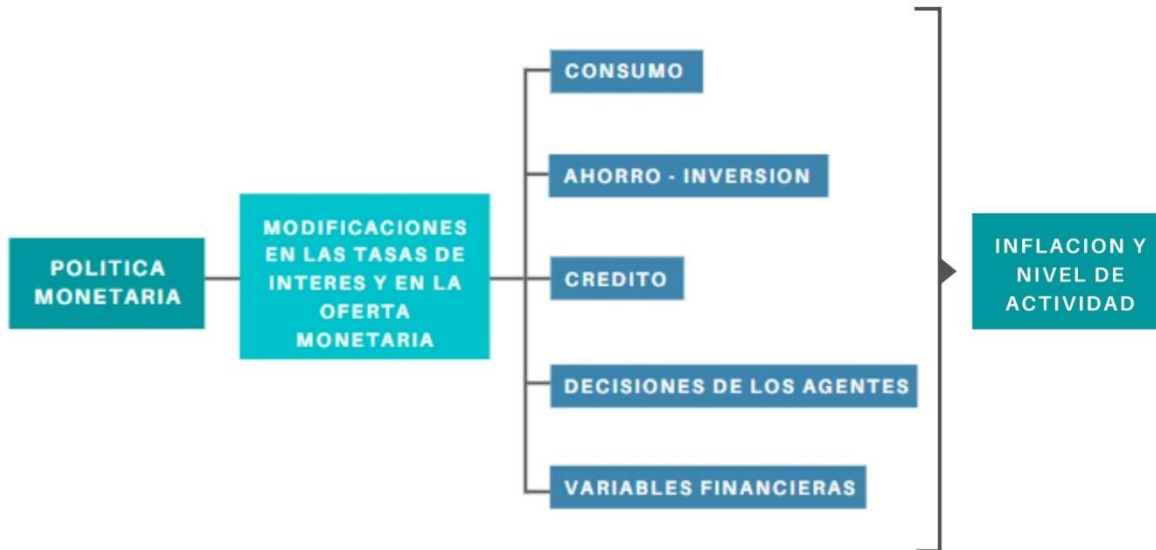 POLITICA
MONETARIA
MODIFICACIONES
EN LAS TASAS DE
INTERES Y EN LA
OFERTA
MONETARIA
CONSUMO
AHORRO - INVERSION
CREDITO
DECISIONES DE LOS AGENTES
VARIABLES FINANCIERAS
INFLACION Y
NIVEL DE
ACTIVIDAD